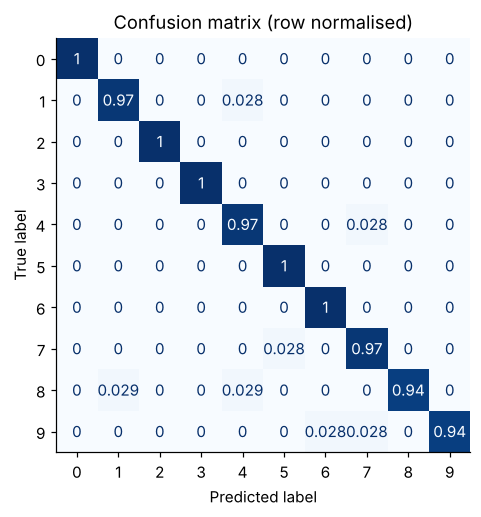 Confusion matrix (row normalised)
0 1 0 0 0 0 0 0 0 0 0
1 0 0.97 0 0 0.028 0 0 0 0 0
2 0 0 1 0 0 0 0 0 0 0
3 0 0 0 1 0 0 0 0 0 0
4 0 0 0 0 0.97 0 0 0.028 0 0
5 0 0 0 0 0 1 0 0 0 0
6 0 0 0 0 0 0 1 0 0 0
7 0 0 0 0 0 0.028 0 0.97 0 0
8 0 0.029 0 0 0.029 0 0 0 0.94 0
9 0 0 0 0 0 0 0.028 0.028 0 0.94
0 1 2 3 4 5 6 7 8 9
Predicted label
True label